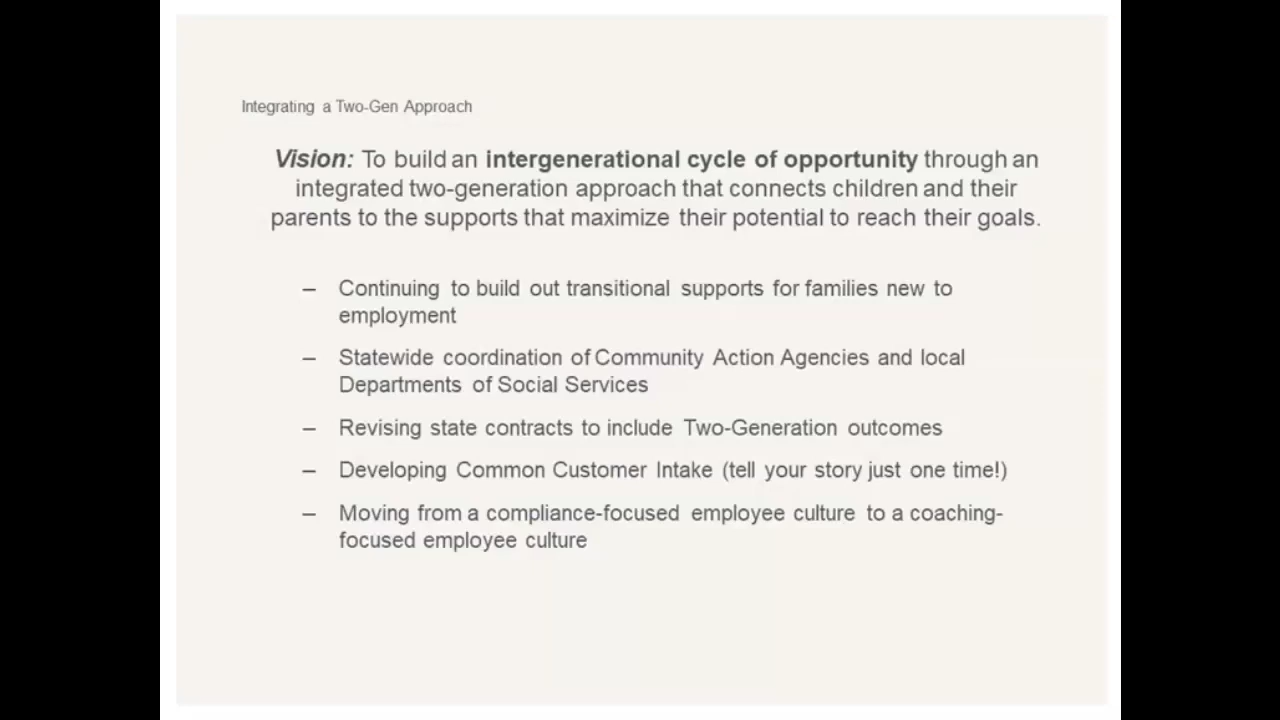 Integrating a Two-Gen Approach
Vision: To build an intergenerational cycle of opportunity through an
integrated two-generation approach that connects children and their
parents to the supports that maximize their potential to reach their goals.
– Continuing to build out transitional supports for families new to
employment
– Statewide coordination of Community Action Agencies and local
Departments of Social Services
– Revising state contracts to include Two-Generation outcomes
– Developing Common Customer Intake (tell your story just one time!)
– Moving from a compliance-focused employee culture to a coaching-
focused employee culture